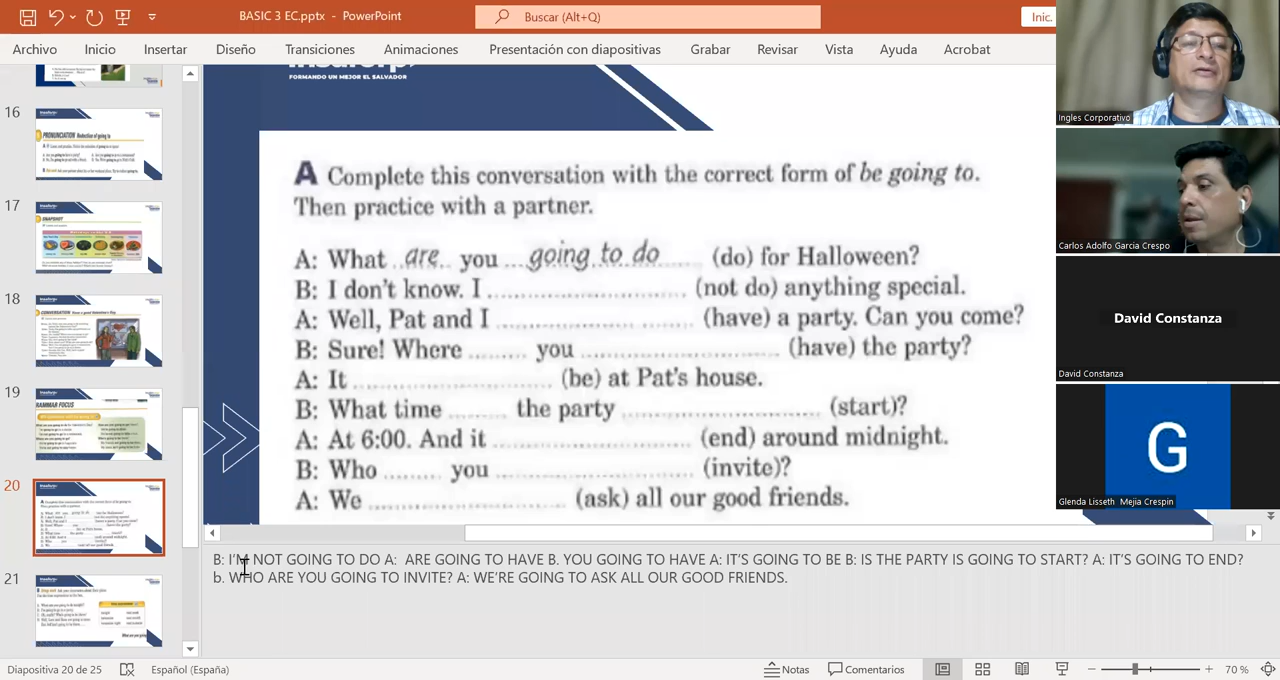 BASIC 3 EC.pptx - PowerPoint
Buscar (Alt+Q)
Inic.
Archivo Inicio Insertar Diseño Transiciones Animaciones Presentación con diapositivas Grabar Revisar Vista Ayuda Acrobat
FORMANDO UN MEJOR EL SALVADOR
A Complete this conversation with the correct form of be going to.
Then practice with a partner.
A: What are you going to do (do) for Halloween?
B: I don't know. I .............................. (not do) anything special.
A: Well, Pat and I .............................. (have) a party. Can you come?
B: Sure! Where ........ you .............................. (have) the party?
A: It .............................. (be) at Pat's house.
B: What time ....... the party .............................. (start)?
A: At 6:00. And it .............................. (end) around midnight.
B: Who ....... you .............................. (invite)?
A: We .............................. (ask) all our good friends.
B: I'M NOT GOING TO DO A: ARE GOING TO HAVE B. YOU GOING TO HAVE A: IT'S GOING TO BE B: IS THE PARTY IS GOING TO START? A: IT'S GOING TO END?
b. WHO ARE YOU GOING TO INVITE? A: WE'RE GOING TO ASK ALL OUR GOOD FRIENDS.
16
PRONUNCIATION Reduction of going to
17
SNAPSHOT
18
CONVERSATION
19
GRAMMAR FOCUS
20
21
Ingles Corporativo
Carlos Adolfo Garcia Crespo
David Constanza
David Constanza
G
Glenda Lisseth Mejia Crespin
Diapositiva 20 de 25 Español (España) Notas Comentarios 70 %